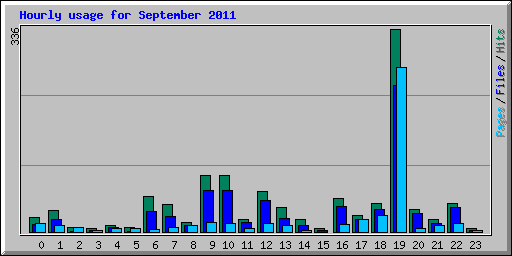 Hourly usage for September 2011
336
Pages/Files/Hits
0 1 2 3 4 5 6 7 8 9 10 11 12 13 14 15 16 17 18 19 20 21 22 23